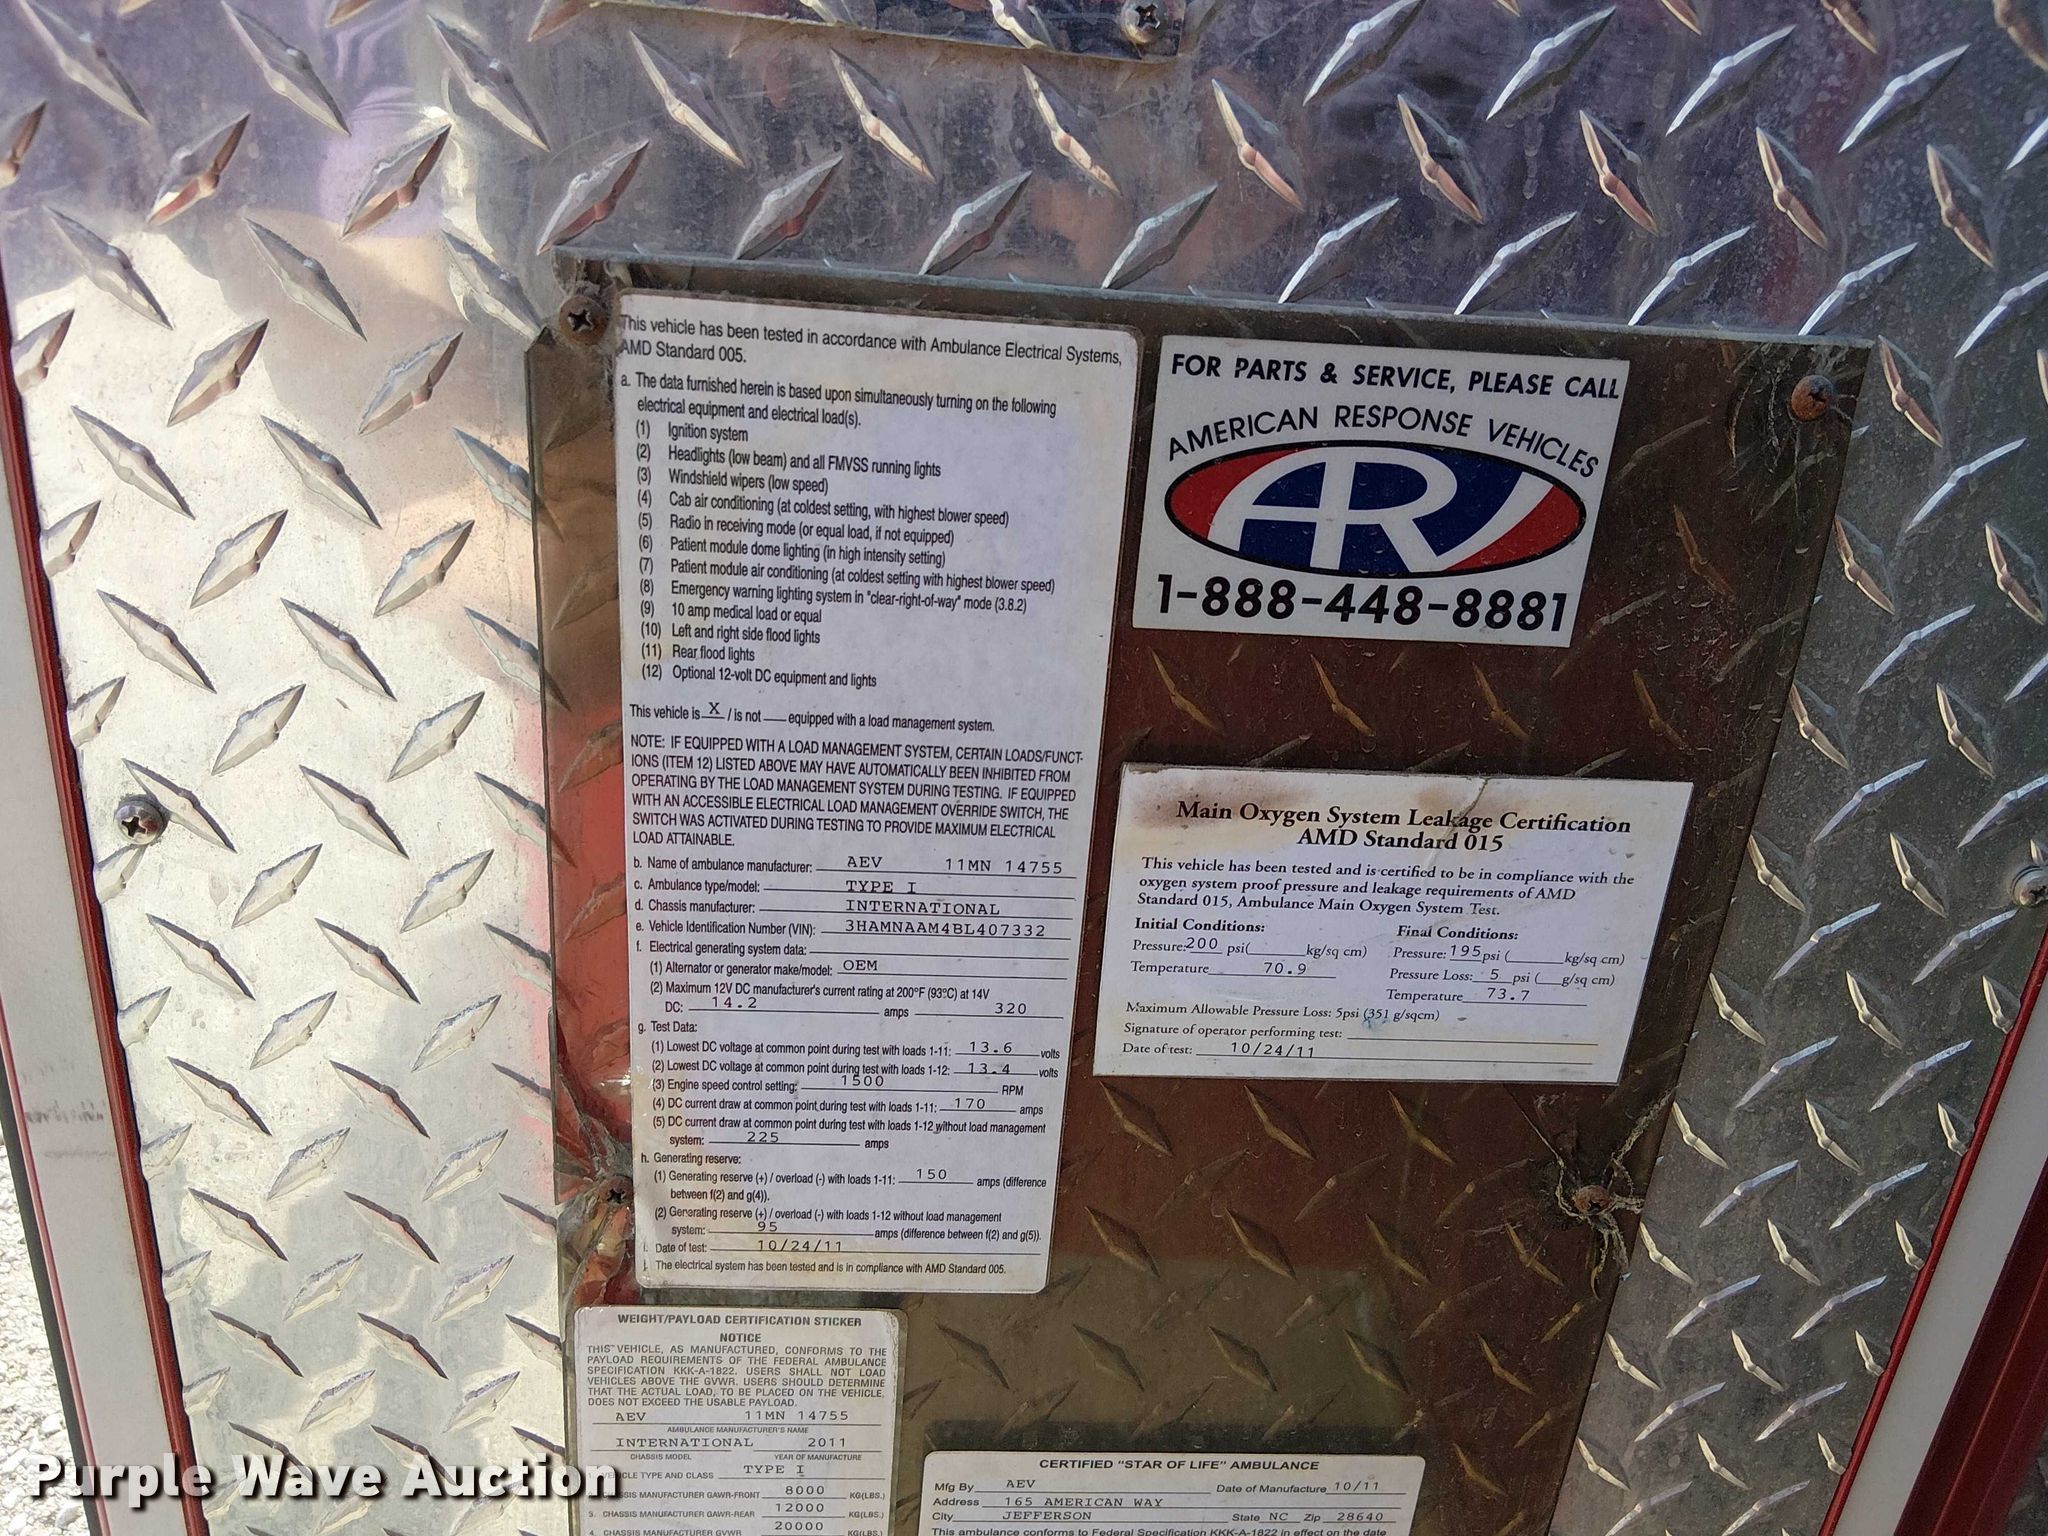 This vehicle has been tested in accordance with Ambulance Electrical Systems,
AMD Standard 005.
a. The data furnished herein is based upon simultaneously turning on the following
electrical equipment and electrical load(s).
(1) Ignition system
(2) Headlights (low beam) and all FMVSS running lights
(3) Windshield wipers (low speed)
(4) Cab air conditioning (at coldest setting, with highest blower speed)
(5) Radio in receiving mode (or equal load, if not equipped)
(6) Patient module dome lighting (in high intensity setting)
(7) Patient module air conditioning (at coldest setting with highest blower speed)
(8) Emergency warning lighting system in "clear-right-of-way" mode (3.8.2)
(9) 10 amp medical load or equal
(10) Left and right side flood lights
(11) Rear flood lights
(12) Optional 12-volt DC equipment and lights
This vehicle is X / is not equipped with a load management system.
NOTE: IF EQUIPPED WITH A LOAD MANAGEMENT SYSTEM, CERTAIN LOADS/FUNCT-
IONS (ITEM 12) LISTED ABOVE MAY HAVE AUTOMATICALLY BEEN INHIBITED FROM
OPERATING BY THE LOAD MANAGEMENT SYSTEM DURING TESTING. IF EQUIPPED
WITH AN ACCESSIBLE ELECTRICAL LOAD MANAGEMENT OVERRIDE SWITCH, THE
SWITCH WAS ACTIVATED DURING TESTING TO PROVIDE MAXIMUM ELECTRICAL
LOAD ATTAINABLE.
b. Name of ambulance manufacturer: AEV 11MN 14755
c. Ambulance type/model: TYPE I
d. Chassis manufacturer: INTERNATIONAL
e. Vehicle Identification Number (VIN): 3HAMNAAM4BL407332
f. Electrical generating system data:
(1) Alternator or generator make/model: OEM
(2) Maximum 12V DC manufacturer's current rating at 200°F (93°C) at 14V
DC: 14.2 amps 320
g. Test Data:
(1) Lowest DC voltage at common point during test with loads 1-11: 13.6 volts
(2) Lowest DC voltage at common point during test with loads 1-12: 13.4 volts
(3) Engine speed control setting: 1500 RPM
(4) DC current draw at common point during test with loads 1-11: 170 amps
(5) DC current draw at common point during test with loads 1-12 without load management
system: 225 amps
h. Generating reserve:
(1) Generating reserve (+) / overload (-) with loads 1-11: 150 amps (difference
between f(2) and g(4)).
(2) Generating reserve (+) / overload (-) with loads 1-12 without load management
system: 95 amps (difference between f(2) and g(5)).
i. Date of test: 10/24/11
j. The electrical system has been tested and is in compliance with AMD Standard 005.
FOR PARTS & SERVICE, PLEASE CALL
AMERICAN RESPONSE VEHICLES
ARV
1-888-448-8881
Main Oxygen System Leakage Certification
AMD Standard 015
This vehicle has been tested and is certified to be in compliance with the
oxygen system proof pressure and leakage requirements of AMD
Standard 015, Ambulance Main Oxygen System Test.
Initial Conditions: Final Conditions:
Pressure: 200 psi( kg/sq cm) Pressure: 195 psi ( kg/sq cm)
Pressure Loss: 5 psi ( g/sq cm)
Temperature 70.9 Temperature 73.7
Maximum Allowable Pressure Loss: 5psi (351 g/sqcm)
Signature of operator performing test:
Date of test: 10/24/11
WEIGHT/PAYLOAD CERTIFICATION STICKER
NOTICE
THIS VEHICLE, AS MANUFACTURED, CONFORMS TO THE
PAYLOAD REQUIREMENTS OF THE FEDERAL AMBULANCE
SPECIFICATION KKK-A-1822. USERS SHALL NOT LOAD
VEHICLES ABOVE THE GVWR. USERS SHOULD DETERMINE
THAT THE ACTUAL LOAD, TO BE PLACED ON THE VEHICLE,
DOES NOT EXCEED THE USABLE PAYLOAD.
AEV 11MN 14755
AMBULANCE MANUFACTURER'S NAME
INTERNATIONAL 2011
CHASSIS MODEL YEAR OF MANUFACTURE
VEHICLE TYPE AND CLASS TYPE I
CHASSIS MANUFACTURER GAWR-FRONT 8000 KG(LBS.)
3. CHASSIS MANUFACTURER GAWR-REAR 12000 KG(LBS.)
4. CHASSIS MANUFACTURER GVWR 20000 KG(LBS.)
CERTIFIED "STAR OF LIFE" AMBULANCE
Mfg By AEV Date of Manufacture 10/11
Address 165 AMERICAN WAY
City JEFFERSON State NC Zip 28640
This ambulance conforms to Federal Specification KKK-A-1822 in effect on the date
Purple Wave Auction